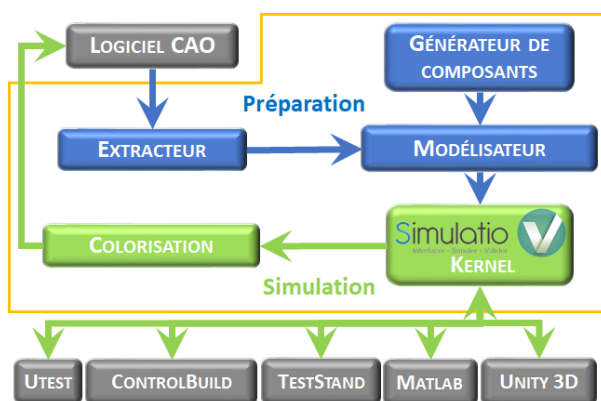 LOGICIEL CAO
GÉNÉRATEUR DE
COMPOSANTS
Préparation
EXTRACTEUR
MODÉLISATEUR
COLORISATION
Simulatio
Interfacer - Simuler - Valider
KERNEL
Simulation
UTEST
CONTROLBUILD
TESTSTAND
MATLAB
UNITY 3D